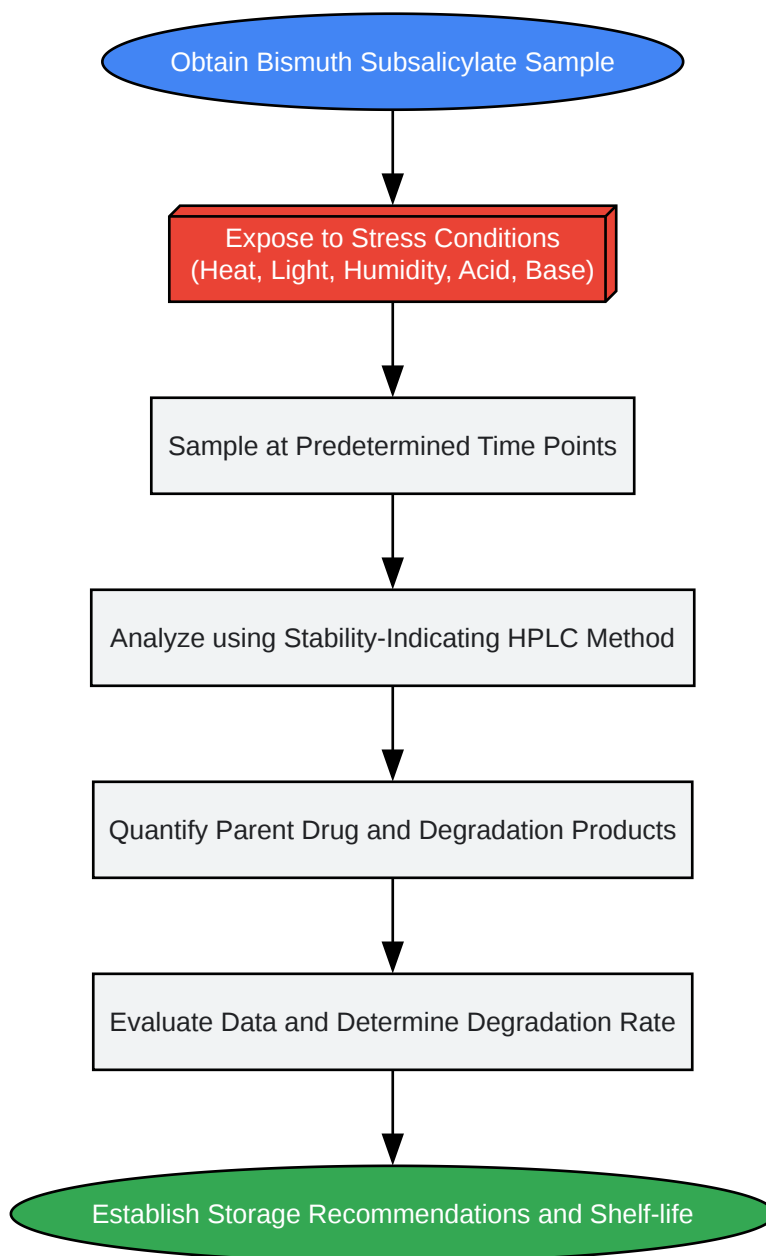 Obtain Bismuth Subsalicylate Sample
Expose to Stress Conditions
(Heat, Light, Humidity, Acid, Base)
Sample at Predetermined Time Points
Analyze using Stability-Indicating HPLC Method
Quantify Parent Drug and Degradation Products
Evaluate Data and Determine Degradation Rate
Establish Storage Recommendations and Shelf-life